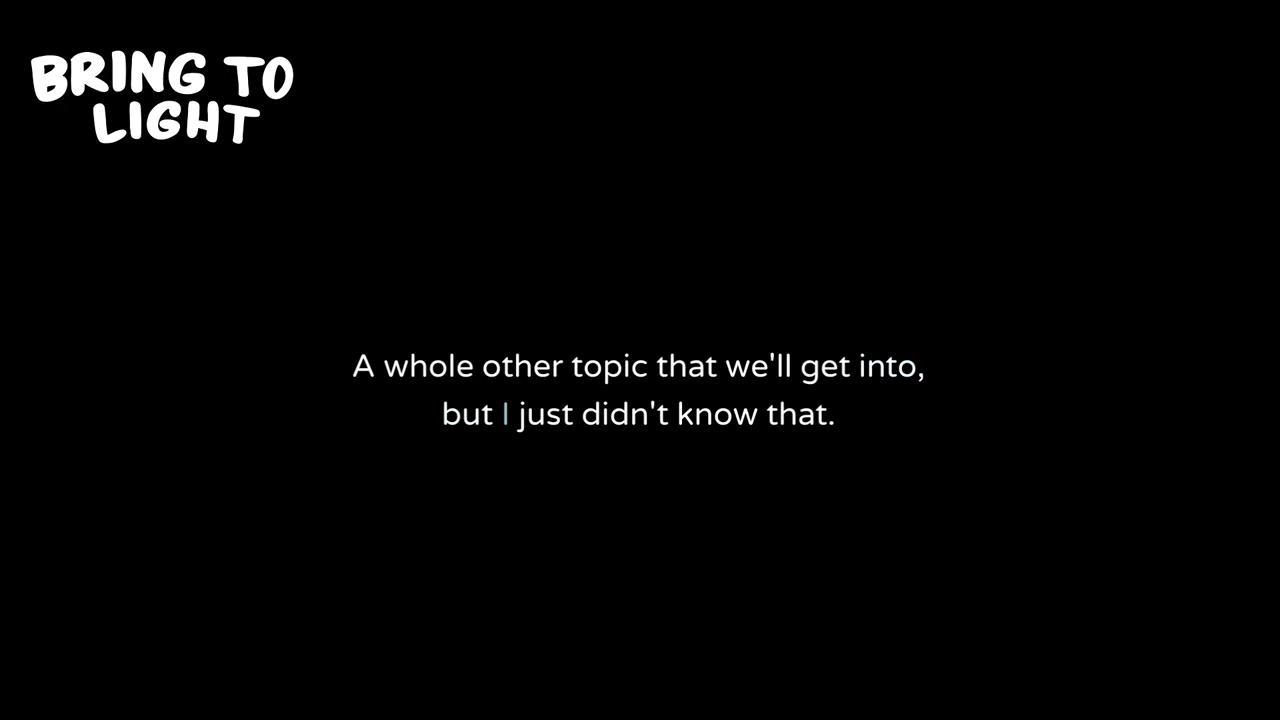 BRING TO
LIGHT
A whole other topic that we'll get into,
but I just didn't know that.